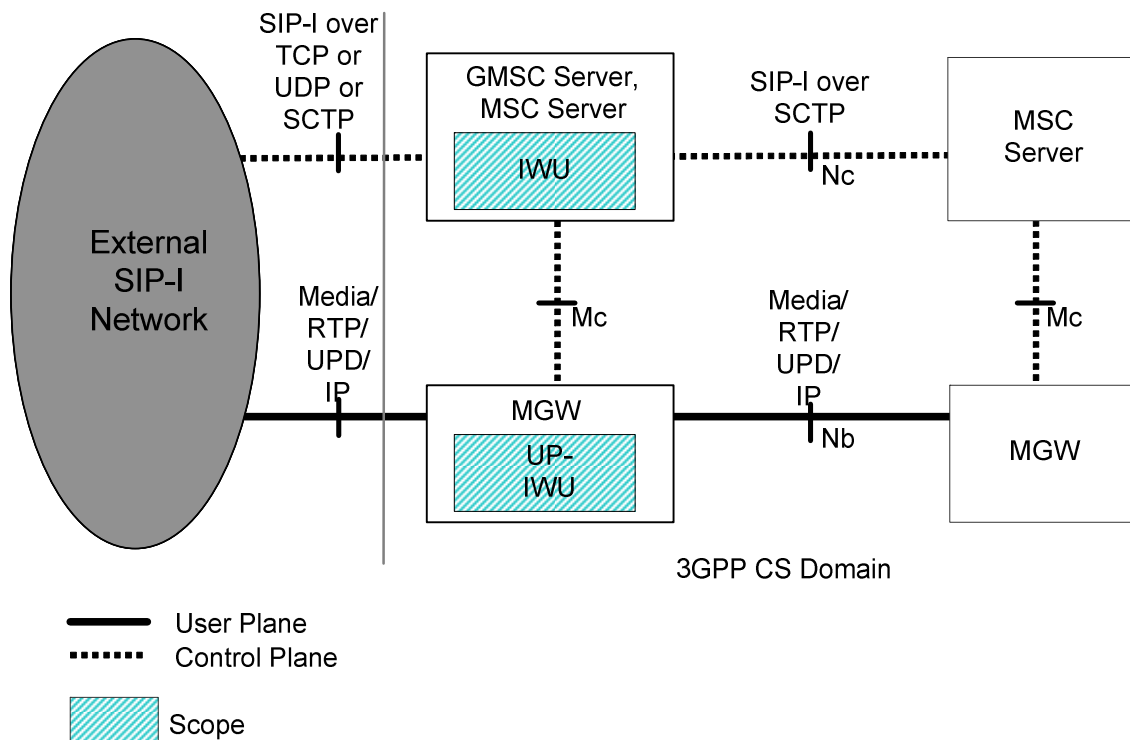 SIP-I over
TCP or
UDP or
SCTP
GMSC Server,
MSC Server
IWU
SIP-I over
SCTP
Nc
MSC
Server
External
SIP-I
Network
Media/
RTP/
UPD/
IP
Mc
Media/
RTP/
UPD/
IP
Nb
Mc
MGW
UP-
IWU
MGW
3GPP CS Domain
User Plane
Control Plane
Scope